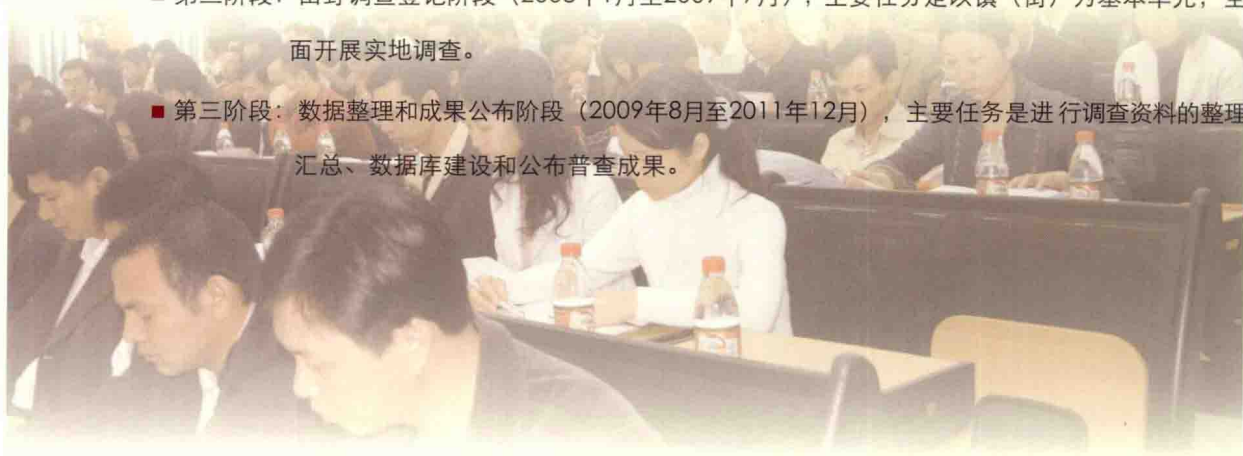 面开展实地调查。
■ 第三阶段：数据整理和成果公布阶段（2009年8月至2011年12月），主要任务是进行调查资料的整理
汇总、数据库建设和公布普查成果。